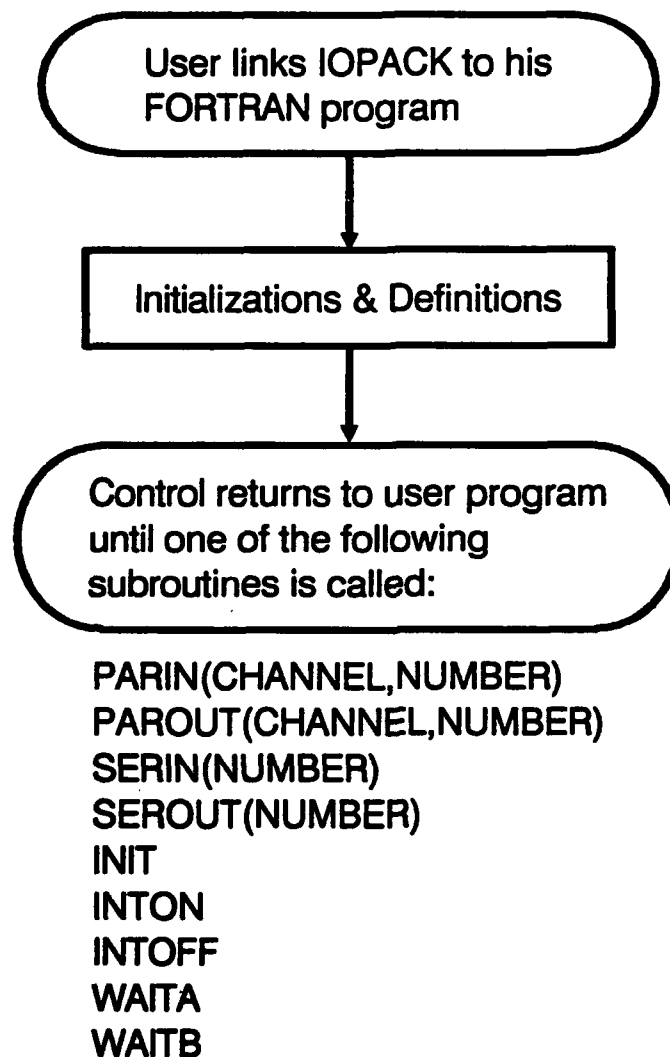 User links IOPACK to his
FORTRAN program
Initializations & Definitions
Control returns to user program
until one of the following
subroutines is called:
PARIN(CHANNEL,NUMBER)
PAROUT(CHANNEL,NUMBER)
SERIN(NUMBER)
SEROUT(NUMBER)
INIT
INTON
INTOFF
WAITA
WAITB